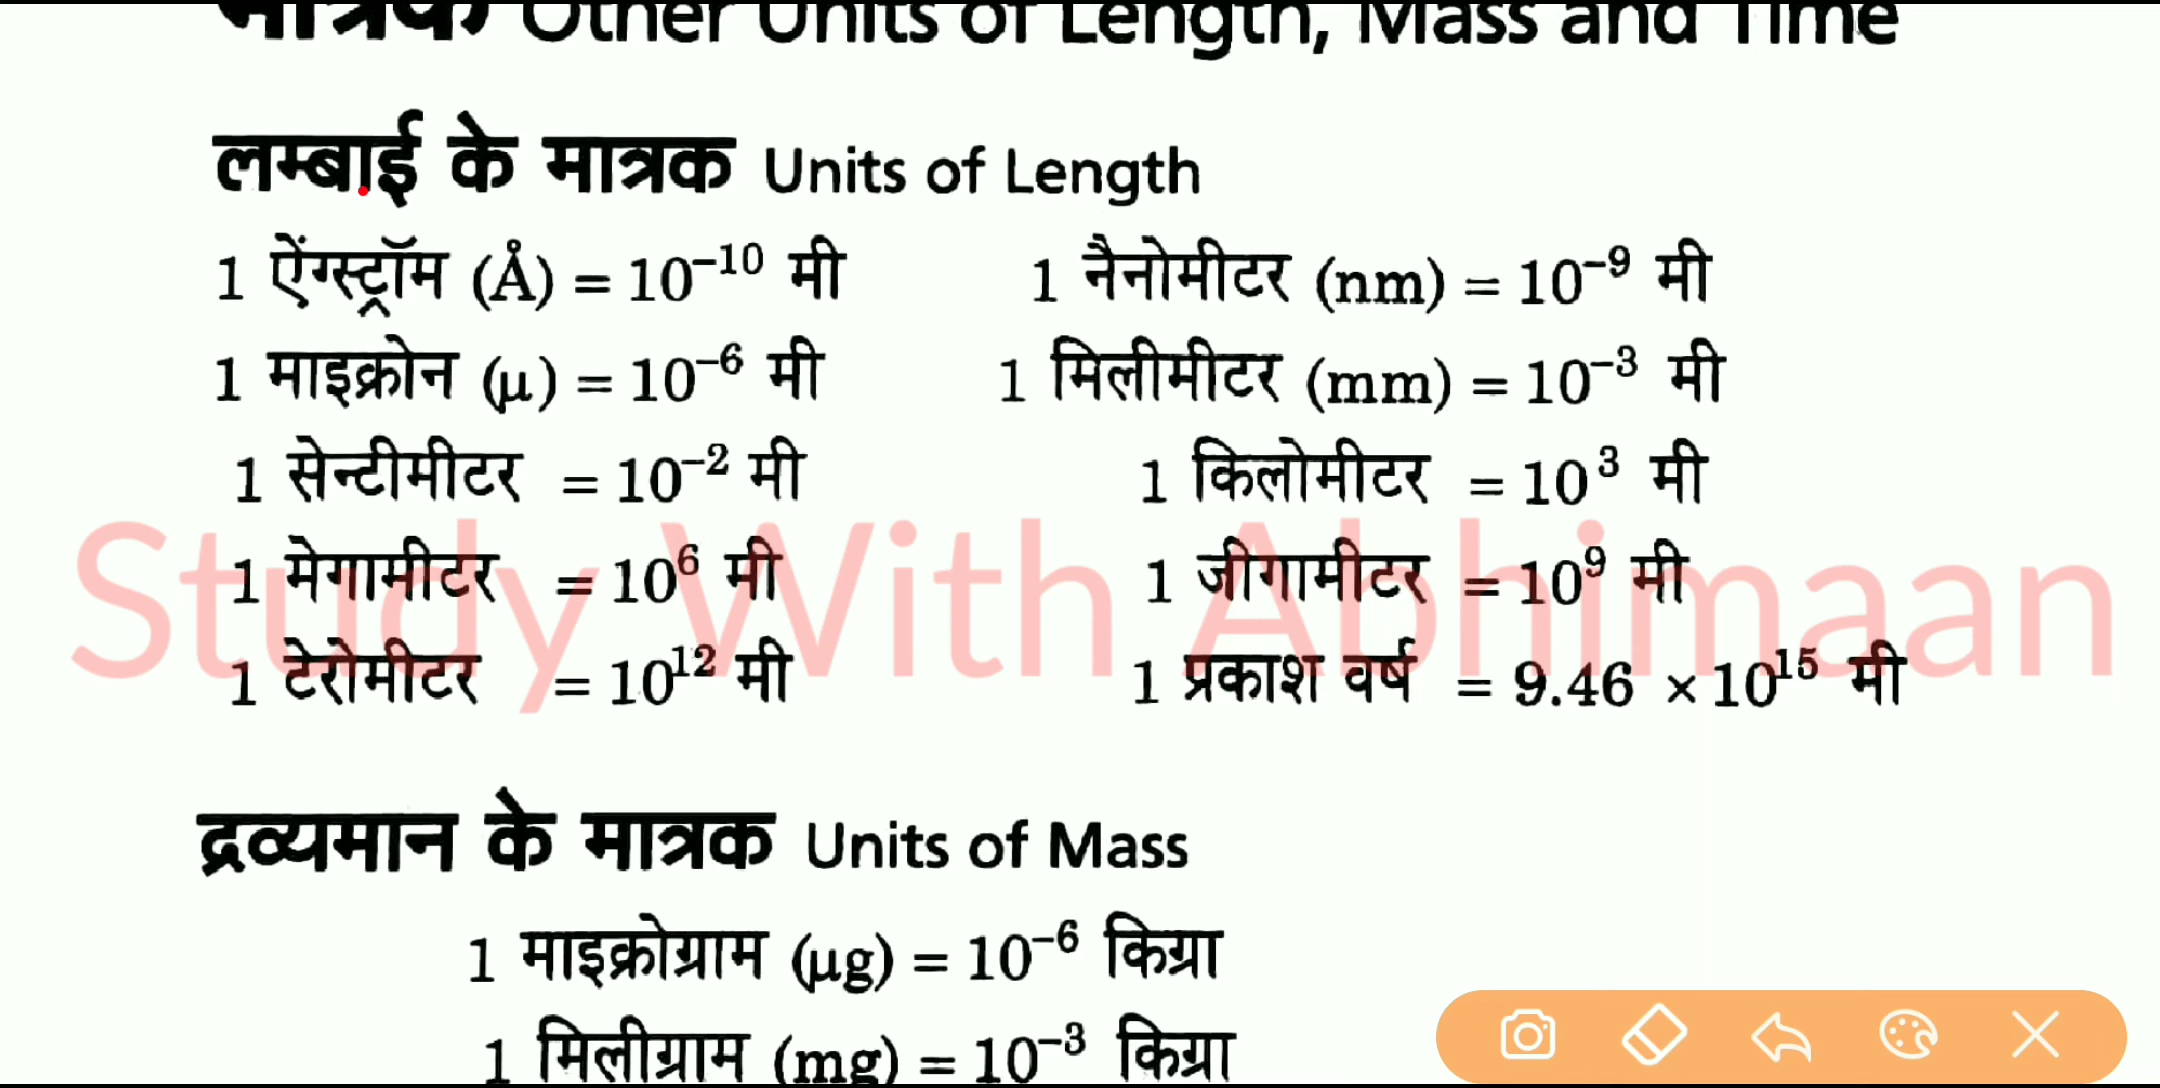 मात्रक Other Units of Length, Mass and Time
लम्बाई के मात्रक Units of Length
1 ऐंग्स्ट्रॉम (Å) = 10⁻¹⁰ मी 1 नैनोमीटर (nm) = 10⁻⁹ मी
1 माइक्रोन (μ) = 10⁻⁶ मी 1 मिलीमीटर (mm) = 10⁻³ मी
1 सेन्टीमीटर = 10⁻² मी 1 किलोमीटर = 10³ मी
1 मेगामीटर = 10⁶ मी 1 जीगामीटर = 10⁹ मी
1 टेरोमीटर = 10¹² मी 1 प्रकाश वर्ष = 9.46 × 10¹⁵ मी
Study With Abhimaan
द्रव्यमान के मात्रक Units of Mass
1 माइक्रोग्राम (μg) = 10⁻⁶ किग्रा
1 मिलीग्राम (mg) = 10⁻³ किग्रा